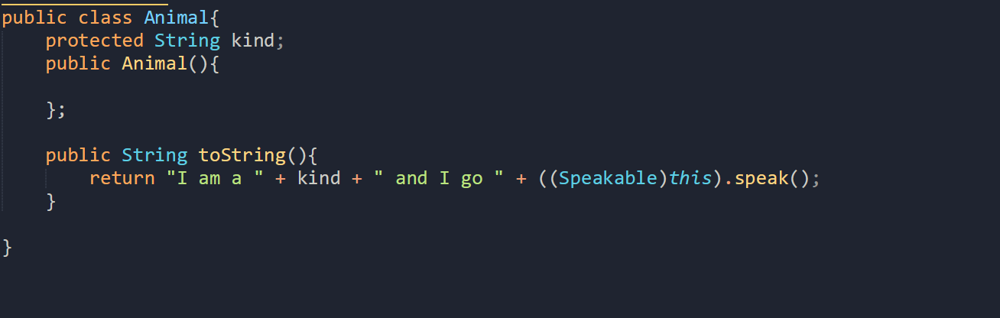 public class Animal{
    protected String kind;
    public Animal(){
    };
    public String toString(){
        return "I am a " + kind + " and I go " + ((Speakable)this).speak();
    }
}